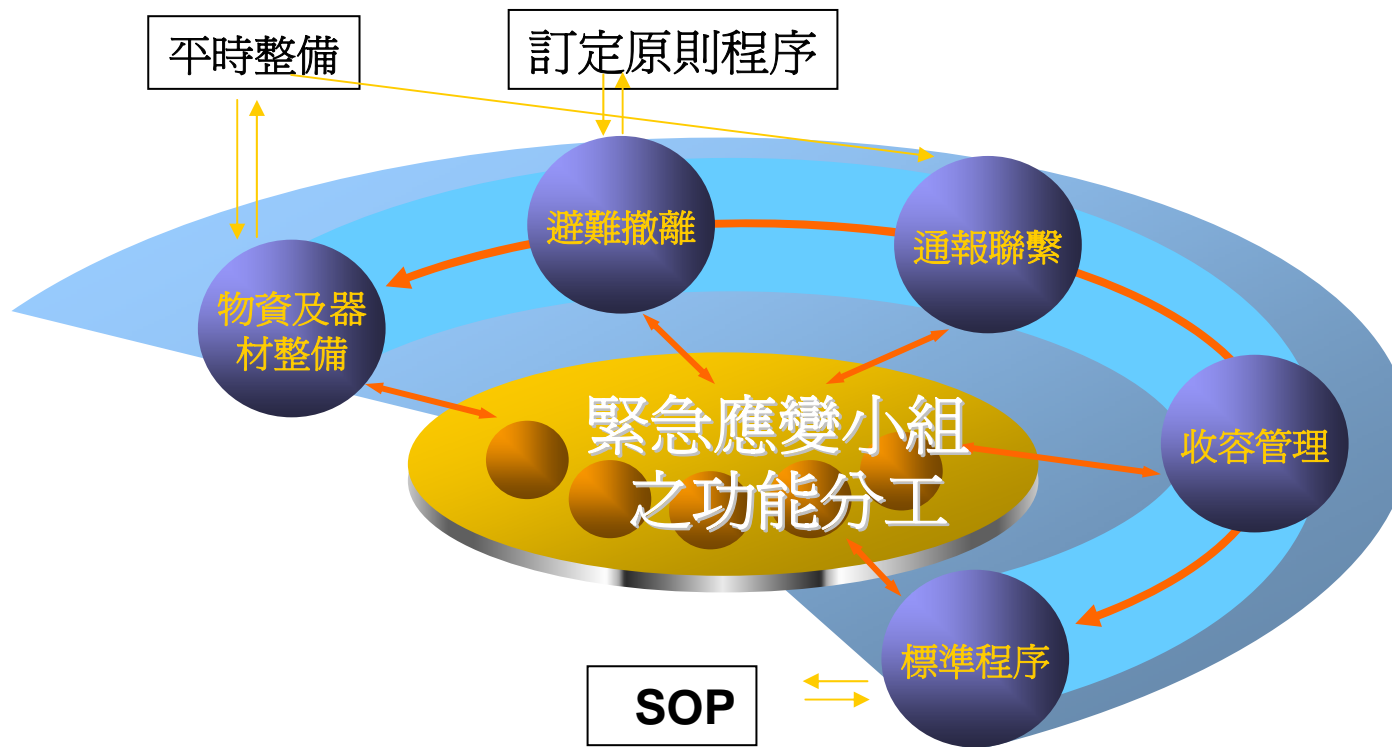 平時整備
訂定原則程序
避難撤離
通報聯繫
物資及器
材整備
緊急應變小組
之功能分工
收容管理
標準程序
SOP